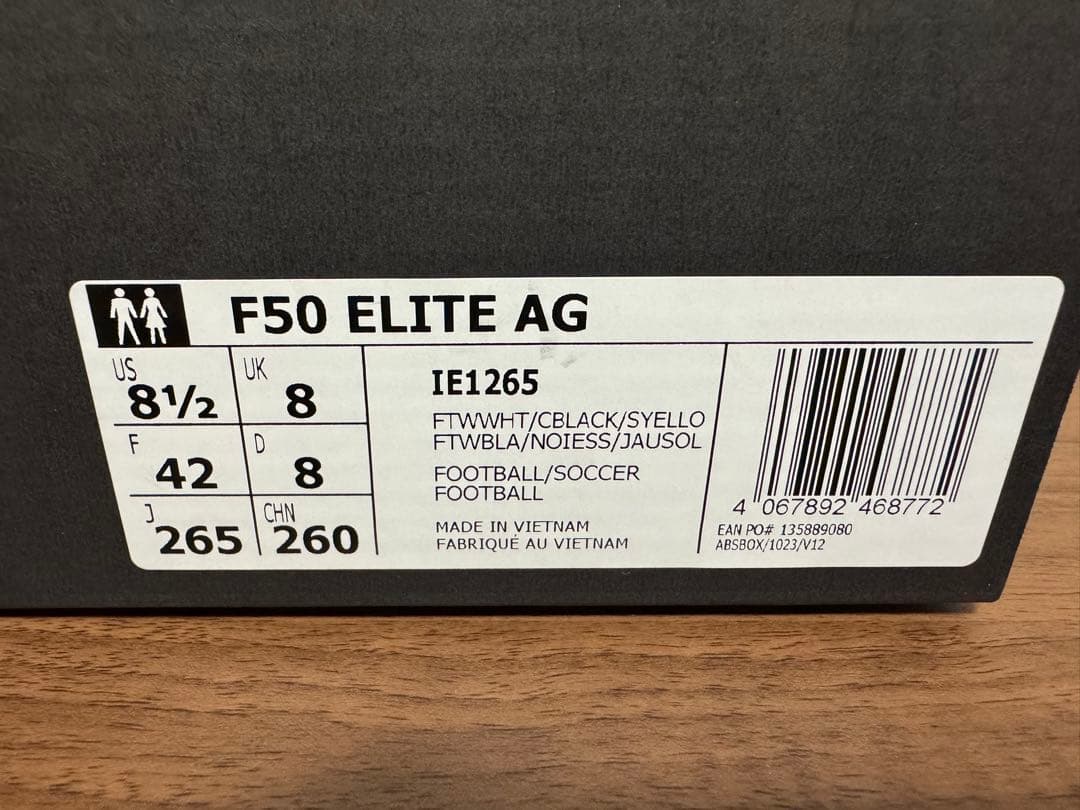 F50 ELITE AG
US 8½ UK 8
F 42 D 8
J 265 CHN 260
IE1265
FTWWHT/CBLACK/SYELLO
FTWBLA/NOIESS/JAUSOL
FOOTBALL/SOCCER
FOOTBALL
MADE IN VIETNAM
FABRIQUÉ AU VIETNAM
4 067892 468772
EAN PO# 135889080
ABSBOX/1023/V12